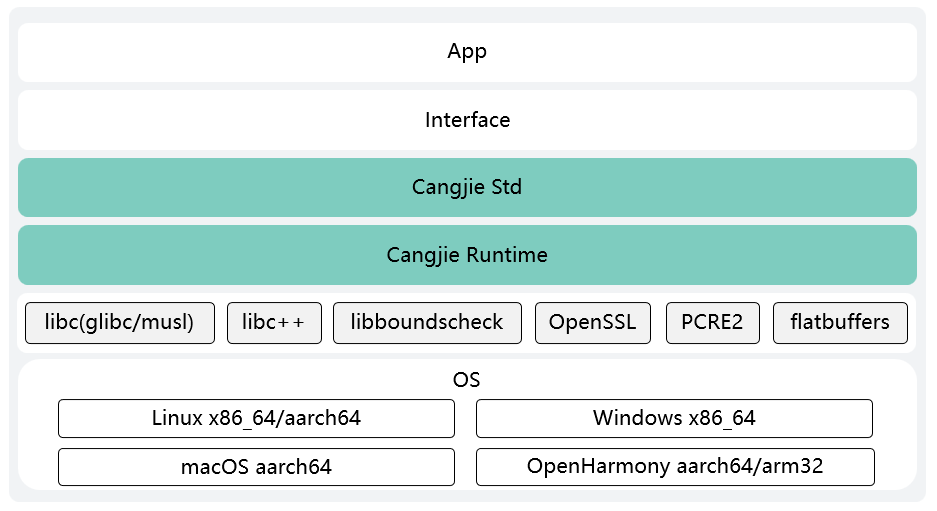 App
Interface
Cangjie Std
Cangjie Runtime
libc(glibc/musl)
libc++
libboundscheck
OpenSSL
PCRE2
flatbuffers
OS
Linux x86_64/aarch64
Windows x86_64
macOS aarch64
OpenHarmony aarch64/arm32